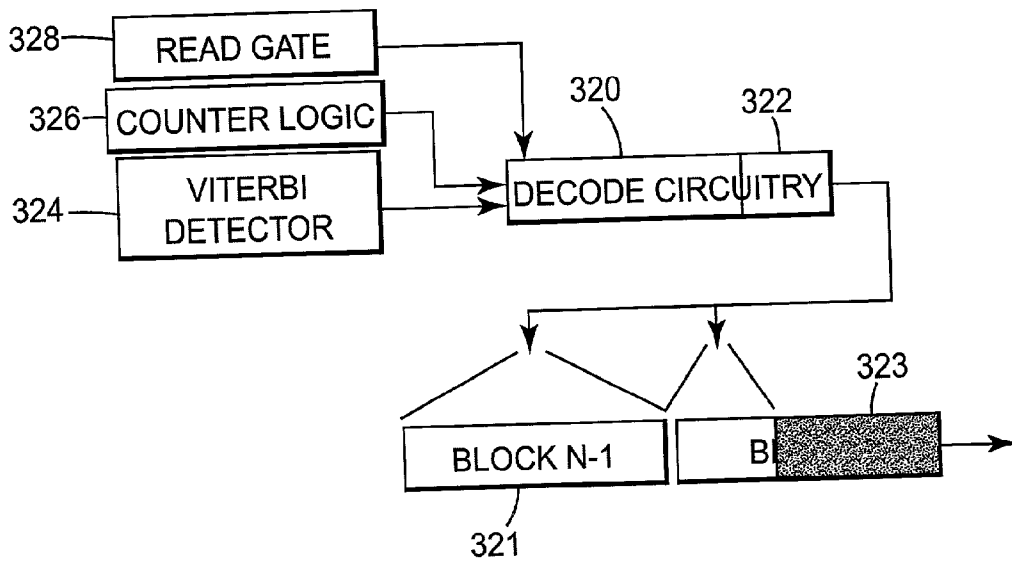 328
READ GATE
326
COUNTER LOGIC
324
VITERBI
DETECTOR
320
322
DECODE CIRCUITRY
323
BLOCK N-1
321